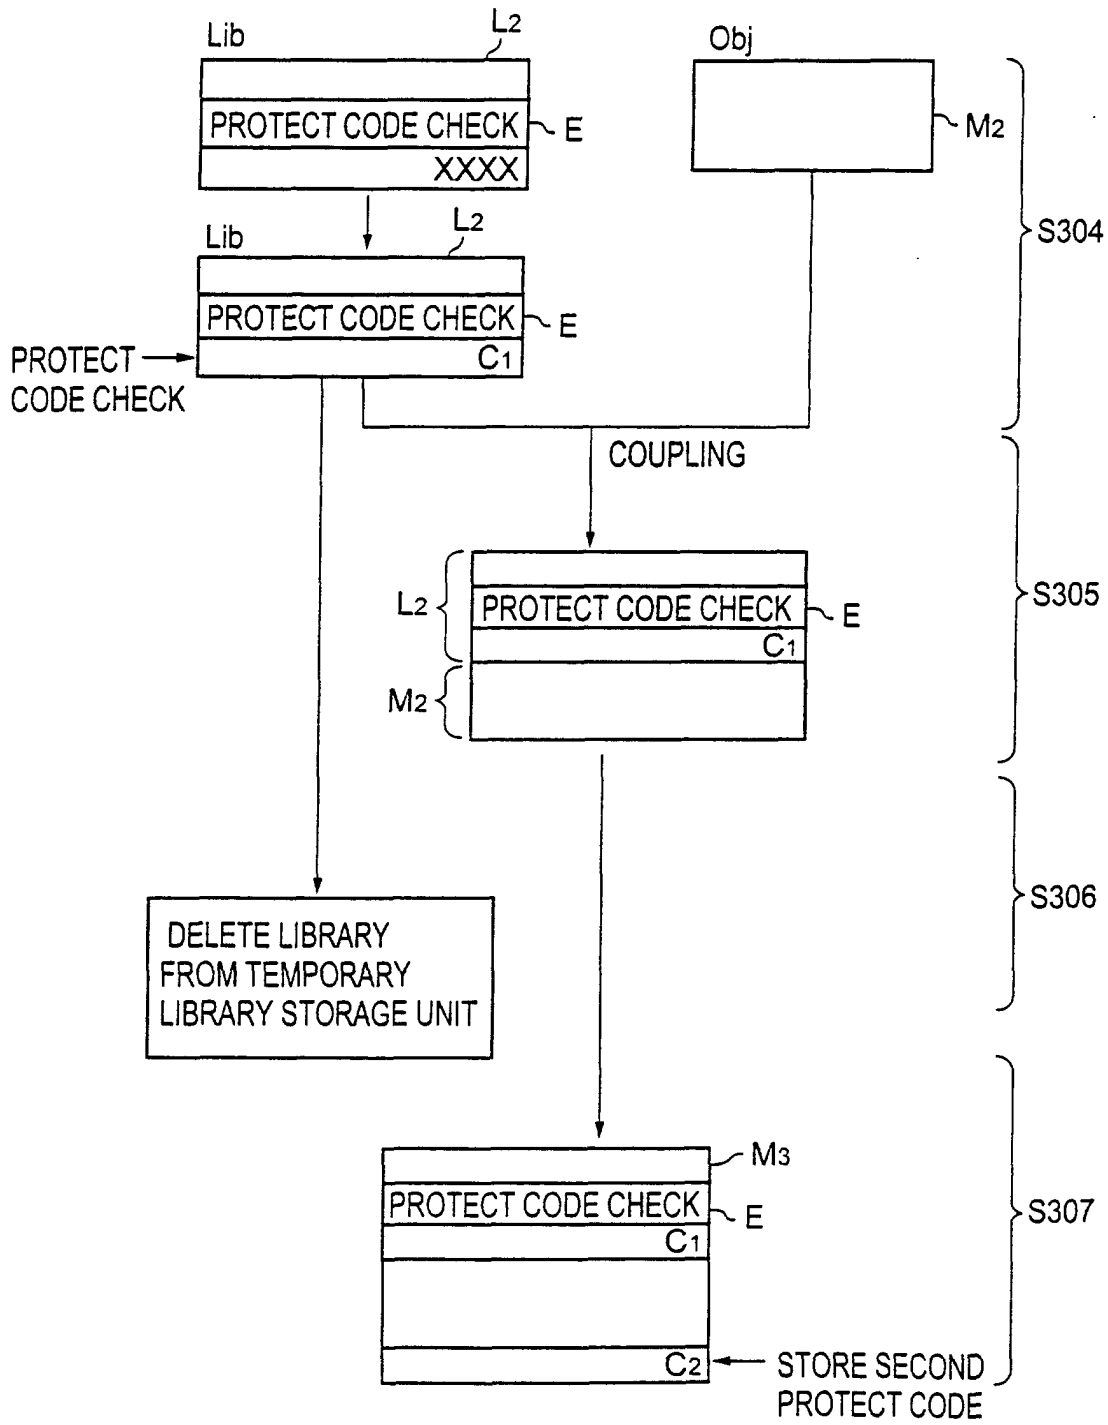 Lib
L2
Obj
PROTECT CODE CHECK
E
M2
XXXX
S304
Lib
L2
PROTECT CODE CHECK
E
PROTECT
CODE CHECK
C1
COUPLING
L2
PROTECT CODE CHECK
E
C1
S305
M2
S306
DELETE LIBRARY
FROM TEMPORARY
LIBRARY STORAGE UNIT
M3
PROTECT CODE CHECK
E
C1
S307
C2
STORE SECOND
PROTECT CODE